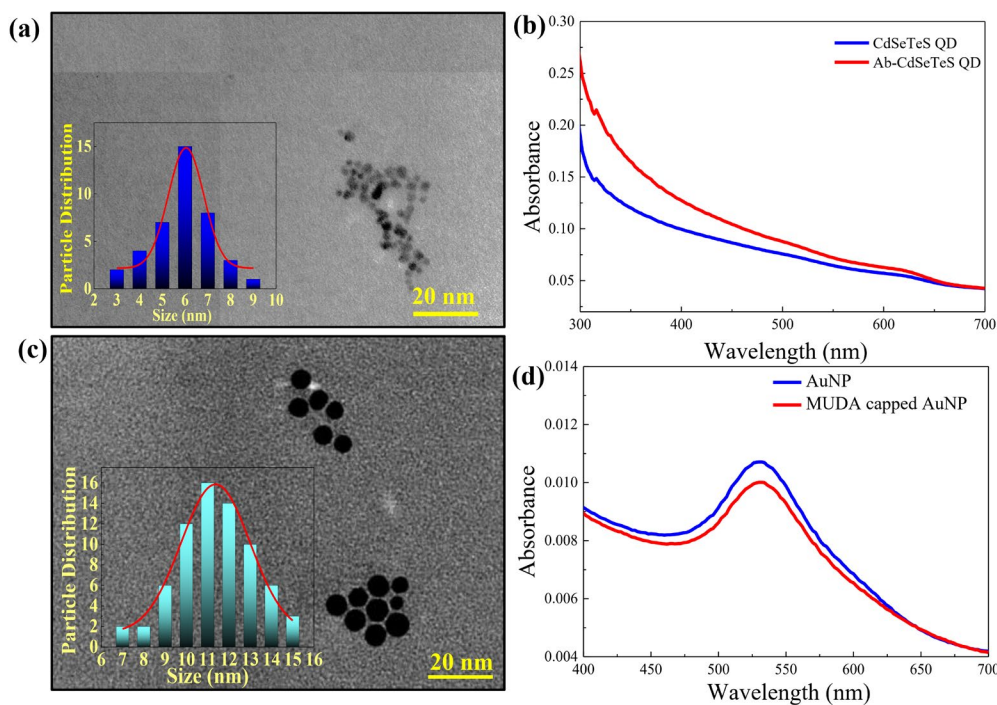 (a)
Particle Distribution
15
10
5
0
2 3 4 5 6 7 8 9 10
Size (nm)
20 nm
(b)
0.30
0.25
0.20
0.15
0.10
0.05
Absorbance
CdSeTeS QD
Ab-CdSeTeS QD
300 400 500 600 700
Wavelength (nm)
(c)
Particle Distribution
16
14
12
10
8
6
4
2
0
6 7 8 9 10 11 12 13 14 15 16
Size (nm)
20 nm
(d)
0.014
0.012
0.010
0.008
0.006
0.004
Absorbance
AuNP
MUDA capped AuNP
400 450 500 550 600 650 700
Wavelength (nm)